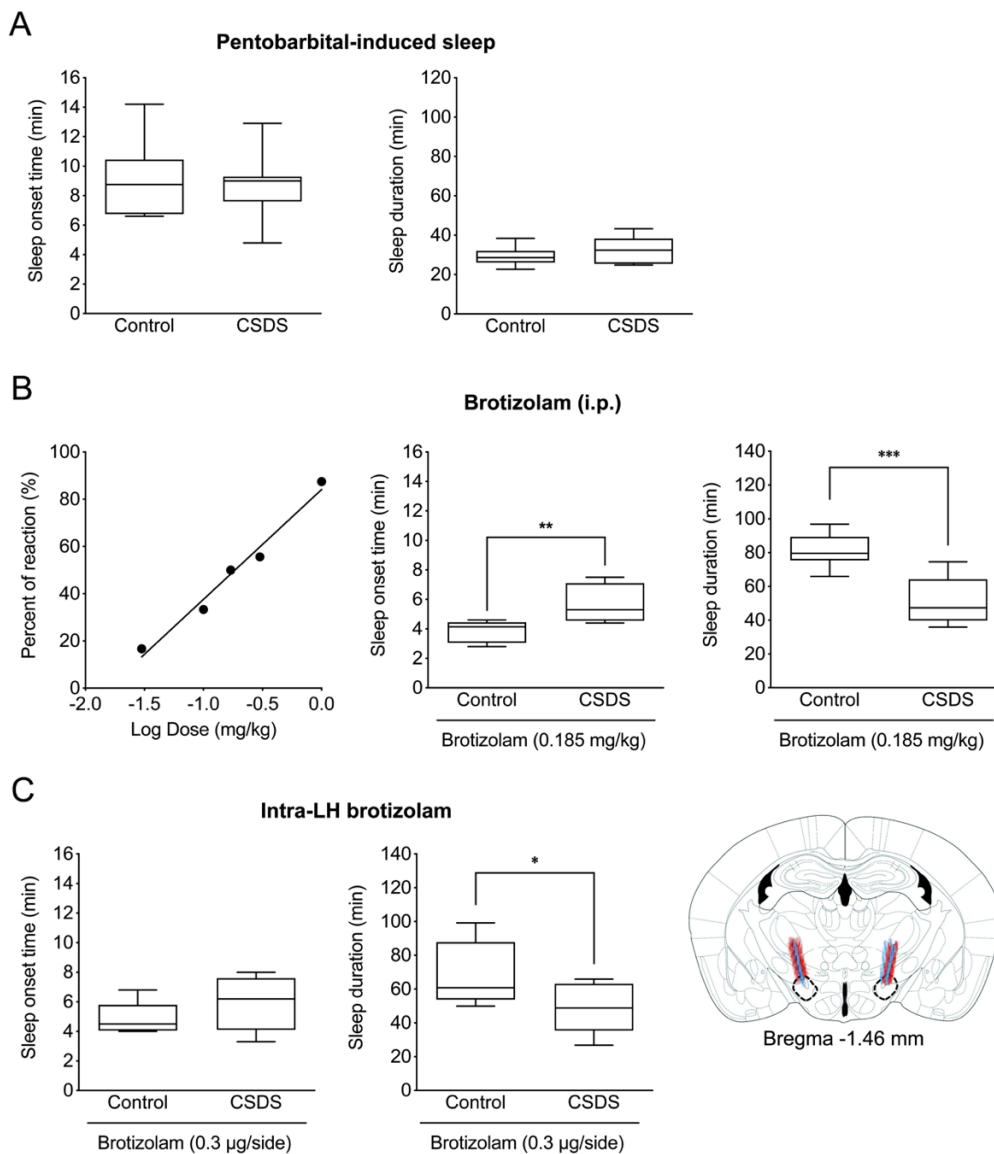 A
Pentobarbital-induced sleep
Sleep onset time (min)
16
14
12
10
8
6
4
2
0
Control CSDS
Sleep duration (min)
120
100
80
60
40
20
0
Control CSDS
B
Brotizolam (i.p.)
Percent of reaction (%)
100
80
60
40
20
0
-2.0 -1.5 -1.0 -0.5 0.0
Log Dose (mg/kg)
Sleep onset time (min)
16
14
12
10
8
6
4
2
0
**
Control CSDS
Brotizolam (0.185 mg/kg)
Sleep duration (min)
140
120
100
80
60
40
20
0
***
Control CSDS
Brotizolam (0.185 mg/kg)
C
Intra-LH brotizolam
Sleep onset time (min)
16
14
12
10
8
6
4
2
0
Control CSDS
Brotizolam (0.3 µg/side)
Sleep duration (min)
140
120
100
80
60
40
20
0
*
Control CSDS
Brotizolam (0.3 µg/side)
Bregma -1.46 mm